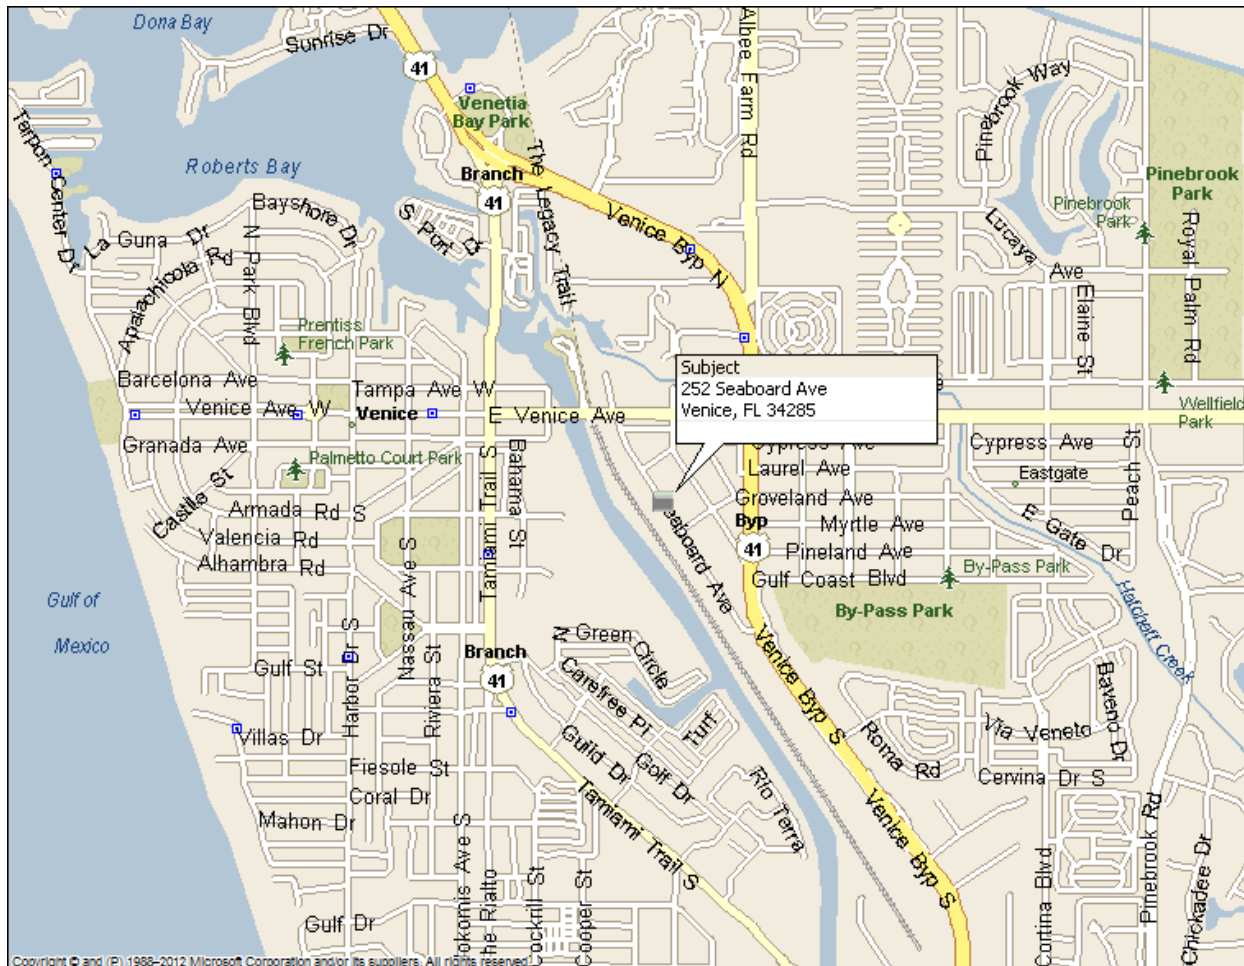 Dona Bay
Sunrise Dr
41
Albee Farm Rd
Venetia
Bay Park
Pinebrook Way
Tarpon Center Dr
Roberts Bay
Branch
41
The Legacy Trail
Pinebrook
Park
Pinebrook
Park
Bayshore Dr
S Port Dr
Venice Byp N
La Guna Dr
N Park Blvd
Apalachicola Rd
Lucaya Ave
Royal Palm Rd
Elaine St
Prentiss
French Park
Subject
252 Seaboard Ave
Venice, FL 34285
Barcelona Ave
Tampa Ave W
Venice Ave W
Venice
E Venice Ave
Wellfield
Park
Granada Ave
Cypress Ave
Cypress Ave
Peach St
Palmetto Court Park
Tamiami Trail S
Bahama St
Laurel Ave
Eastgate
Castile St
Groveland Ave
Armada Rd S
Seaboard Ave
Byp
41
Myrtle Ave
E Gate Dr
Valencia Rd
Pineland Ave
Alhambra Rd
Nassau Ave S
Gulf Coast Blvd
By-Pass Park
By-Pass Park
Hatchett Creek
Gulf of
Mexico
Harbor Dr S
Riviera St
Branch
41
N Green Circle
Venice Byp S
Gulf St
Carefree Pl
Turf
Baveno Dr
Villas Dr
Guild Dr
Golf Dr
Roma Rd
Via Veneto
Fiesole St
Rio Terra
Cervina Dr S
Coral Dr
Mahon Dr
Tamiami Trail S
Venice Byp S
Pinebrook Rd
Chickadee Dr
Cortina Blvd
Gulf Dr
Nokomis Ave S
The Rialto
Cockrill St
Cooper St
Copyright © and (P) 1988–2012 Microsoft Corporation and/or its suppliers. All rights reserved.